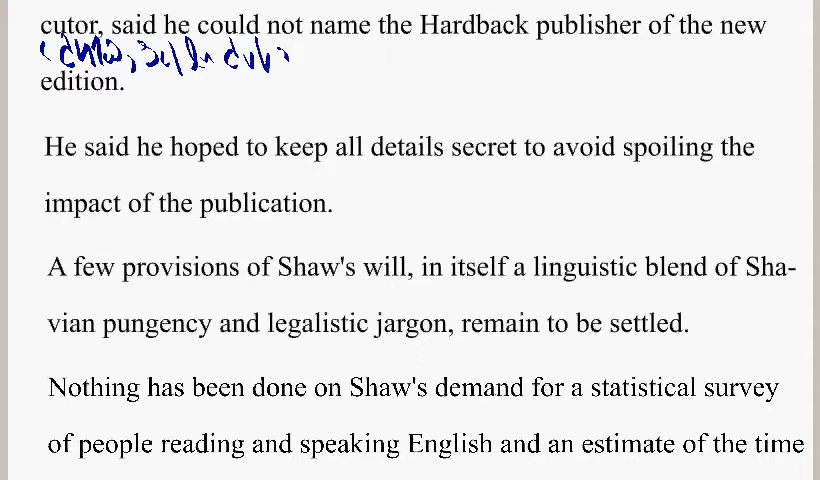 cutor, said he could not name the Hardback publisher of the new
edition.
He said he hoped to keep all details secret to avoid spoiling the
impact of the publication.
A few provisions of Shaw's will, in itself a linguistic blend of Sha-
vian pungency and legalistic jargon, remain to be settled.
Nothing has been done on Shaw's demand for a statistical survey
of people reading and speaking English and an estimate of the time